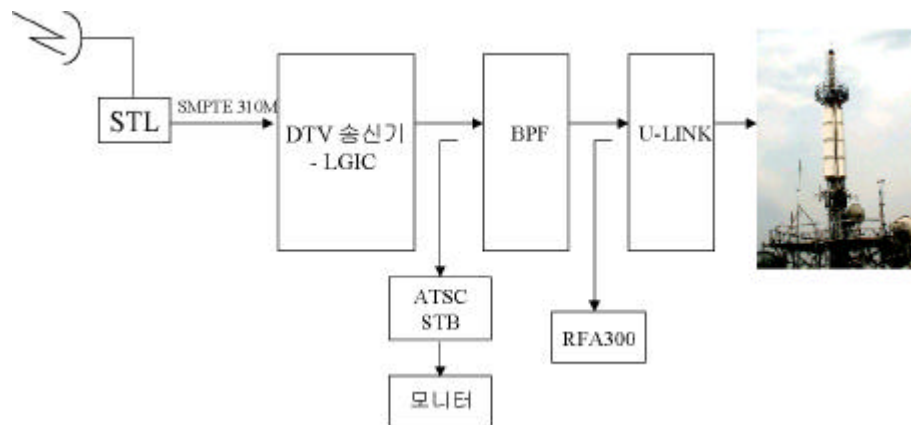 STL
SMPTE 310M
DTV 송신기
- LGIC
BPF
U-LINK
ATSC
STB
RFA300
모니터